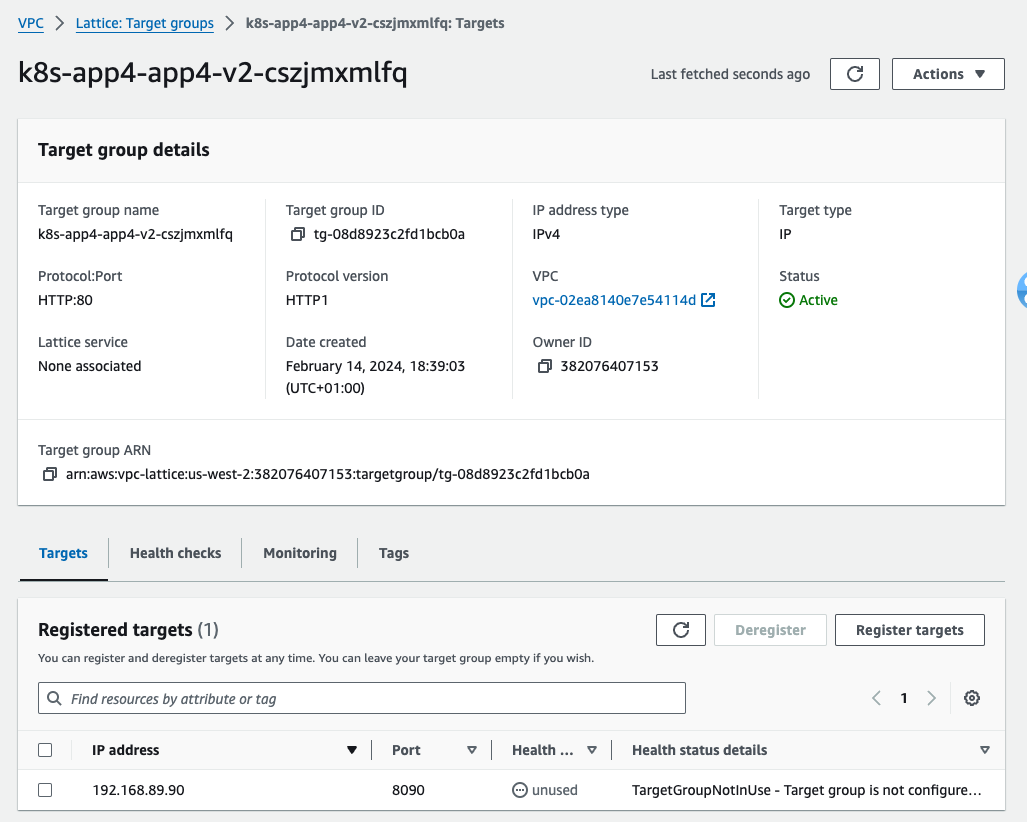 VPC > Lattice: Target groups > k8s-app4-app4-v2-cszjmxmlfq: Targets
k8s-app4-app4-v2-cszjmxmlfq
Last fetched seconds ago
Actions
Target group details
Target group name
k8s-app4-app4-v2-cszjmxmlfq
Target group ID
tg-08d8923c2fd1bcb0a
IP address type
IPv4
Target type
IP
Protocol:Port
HTTP:80
Protocol version
HTTP1
VPC
vpc-02ea8140e7e54114d
Status
Active
Lattice service
None associated
Date created
February 14, 2024, 18:39:03
(UTC+01:00)
Owner ID
382076407153
Target group ARN
arn:aws:vpc-lattice:us-west-2:382076407153:targetgroup/tg-08d8923c2fd1bcb0a
Targets
Health checks
Monitoring
Tags
Registered targets (1)
Deregister
Register targets
You can register and deregister targets at any time. You can leave your target group empty if you wish.
Find resources by attribute or tag
1
IP address
Port
Health ...
Health status details
192.168.89.90
8090
unused
TargetGroupNotInUse - Target group is not configure...